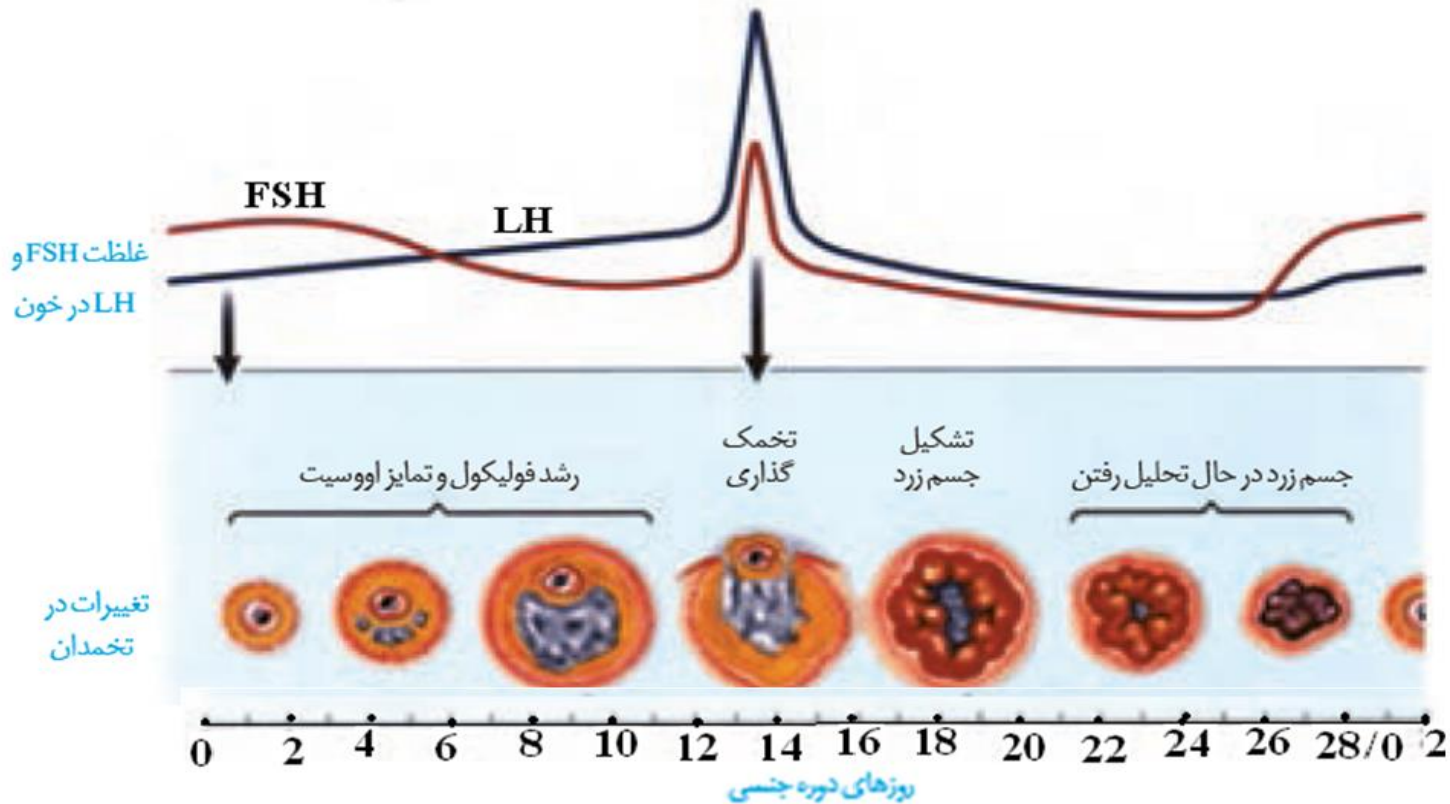 FSH
LH
غلظت FSH و
LH در خون
رشد فولیکول و تمایز اووسیت
تخمک
گذاری
تشکیل
جسم زرد
جسم زرد در حال تحلیل رفتن
تغییرات در
تخمدان
0 2 4 6 8 10 12 14 16 18 20 22 24 26 28/0 2
روزهای دوره جنسی